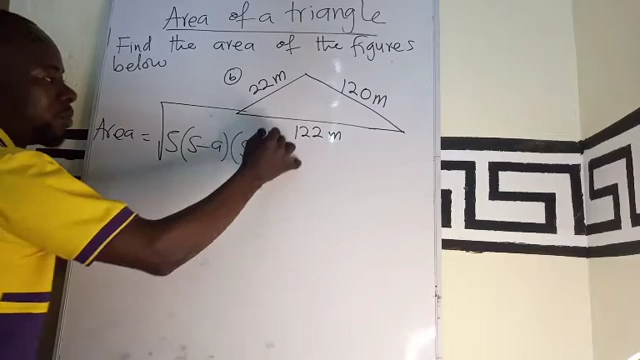 Area of a triangle
Find the area of the figures
below
b
22m
120m
122 m
Area = √S(S-a)(S